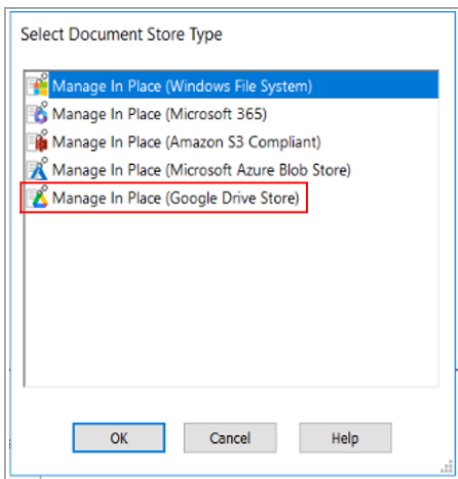 Select Document Store Type
Manage In Place (Windows File System)
Manage In Place (Microsoft 365)
Manage In Place (Amazon S3 Compliant)
Manage In Place (Microsoft Azure Blob Store)
Manage In Place (Google Drive Store)
OK Cancel Help